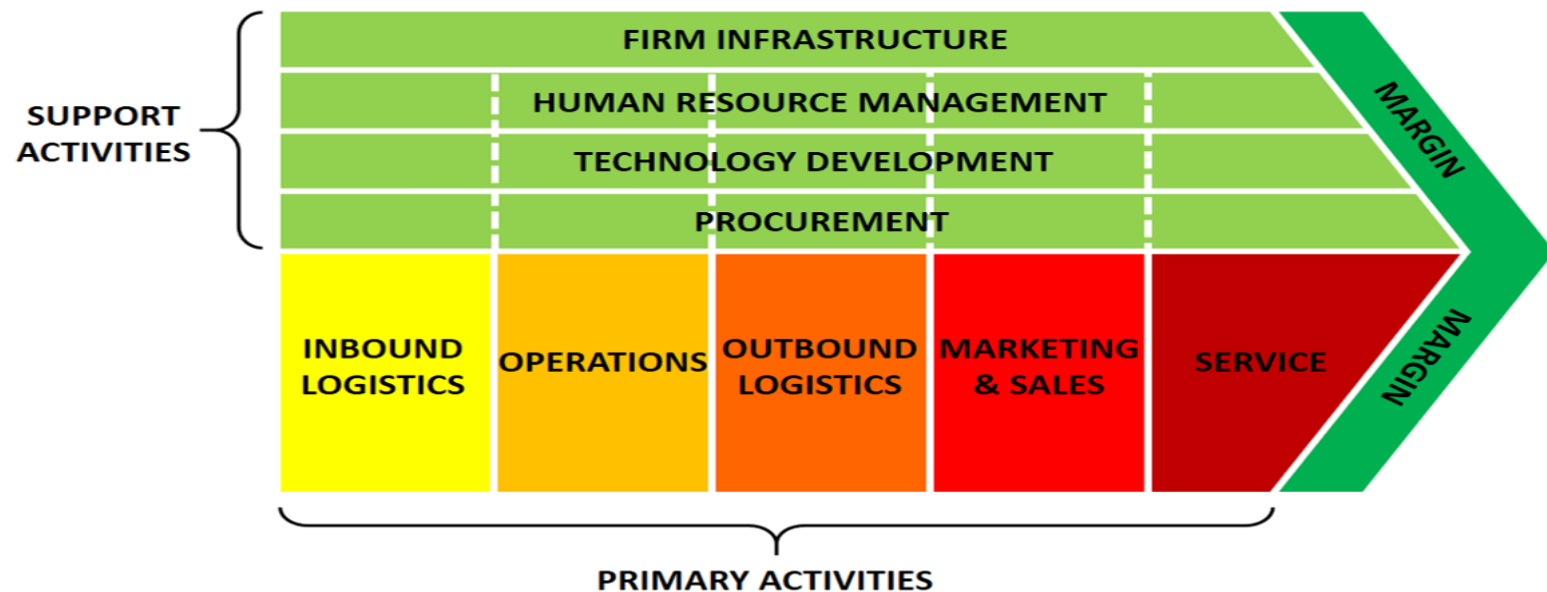 FIRM INFRASTRUCTURE
HUMAN RESOURCE MANAGEMENT
TECHNOLOGY DEVELOPMENT
PROCUREMENT
SUPPORT
ACTIVITIES
MARGIN
INBOUND
LOGISTICS
OPERATIONS
OUTBOUND
LOGISTICS
MARKETING
& SALES
SERVICE
MARGIN
PRIMARY ACTIVITIES